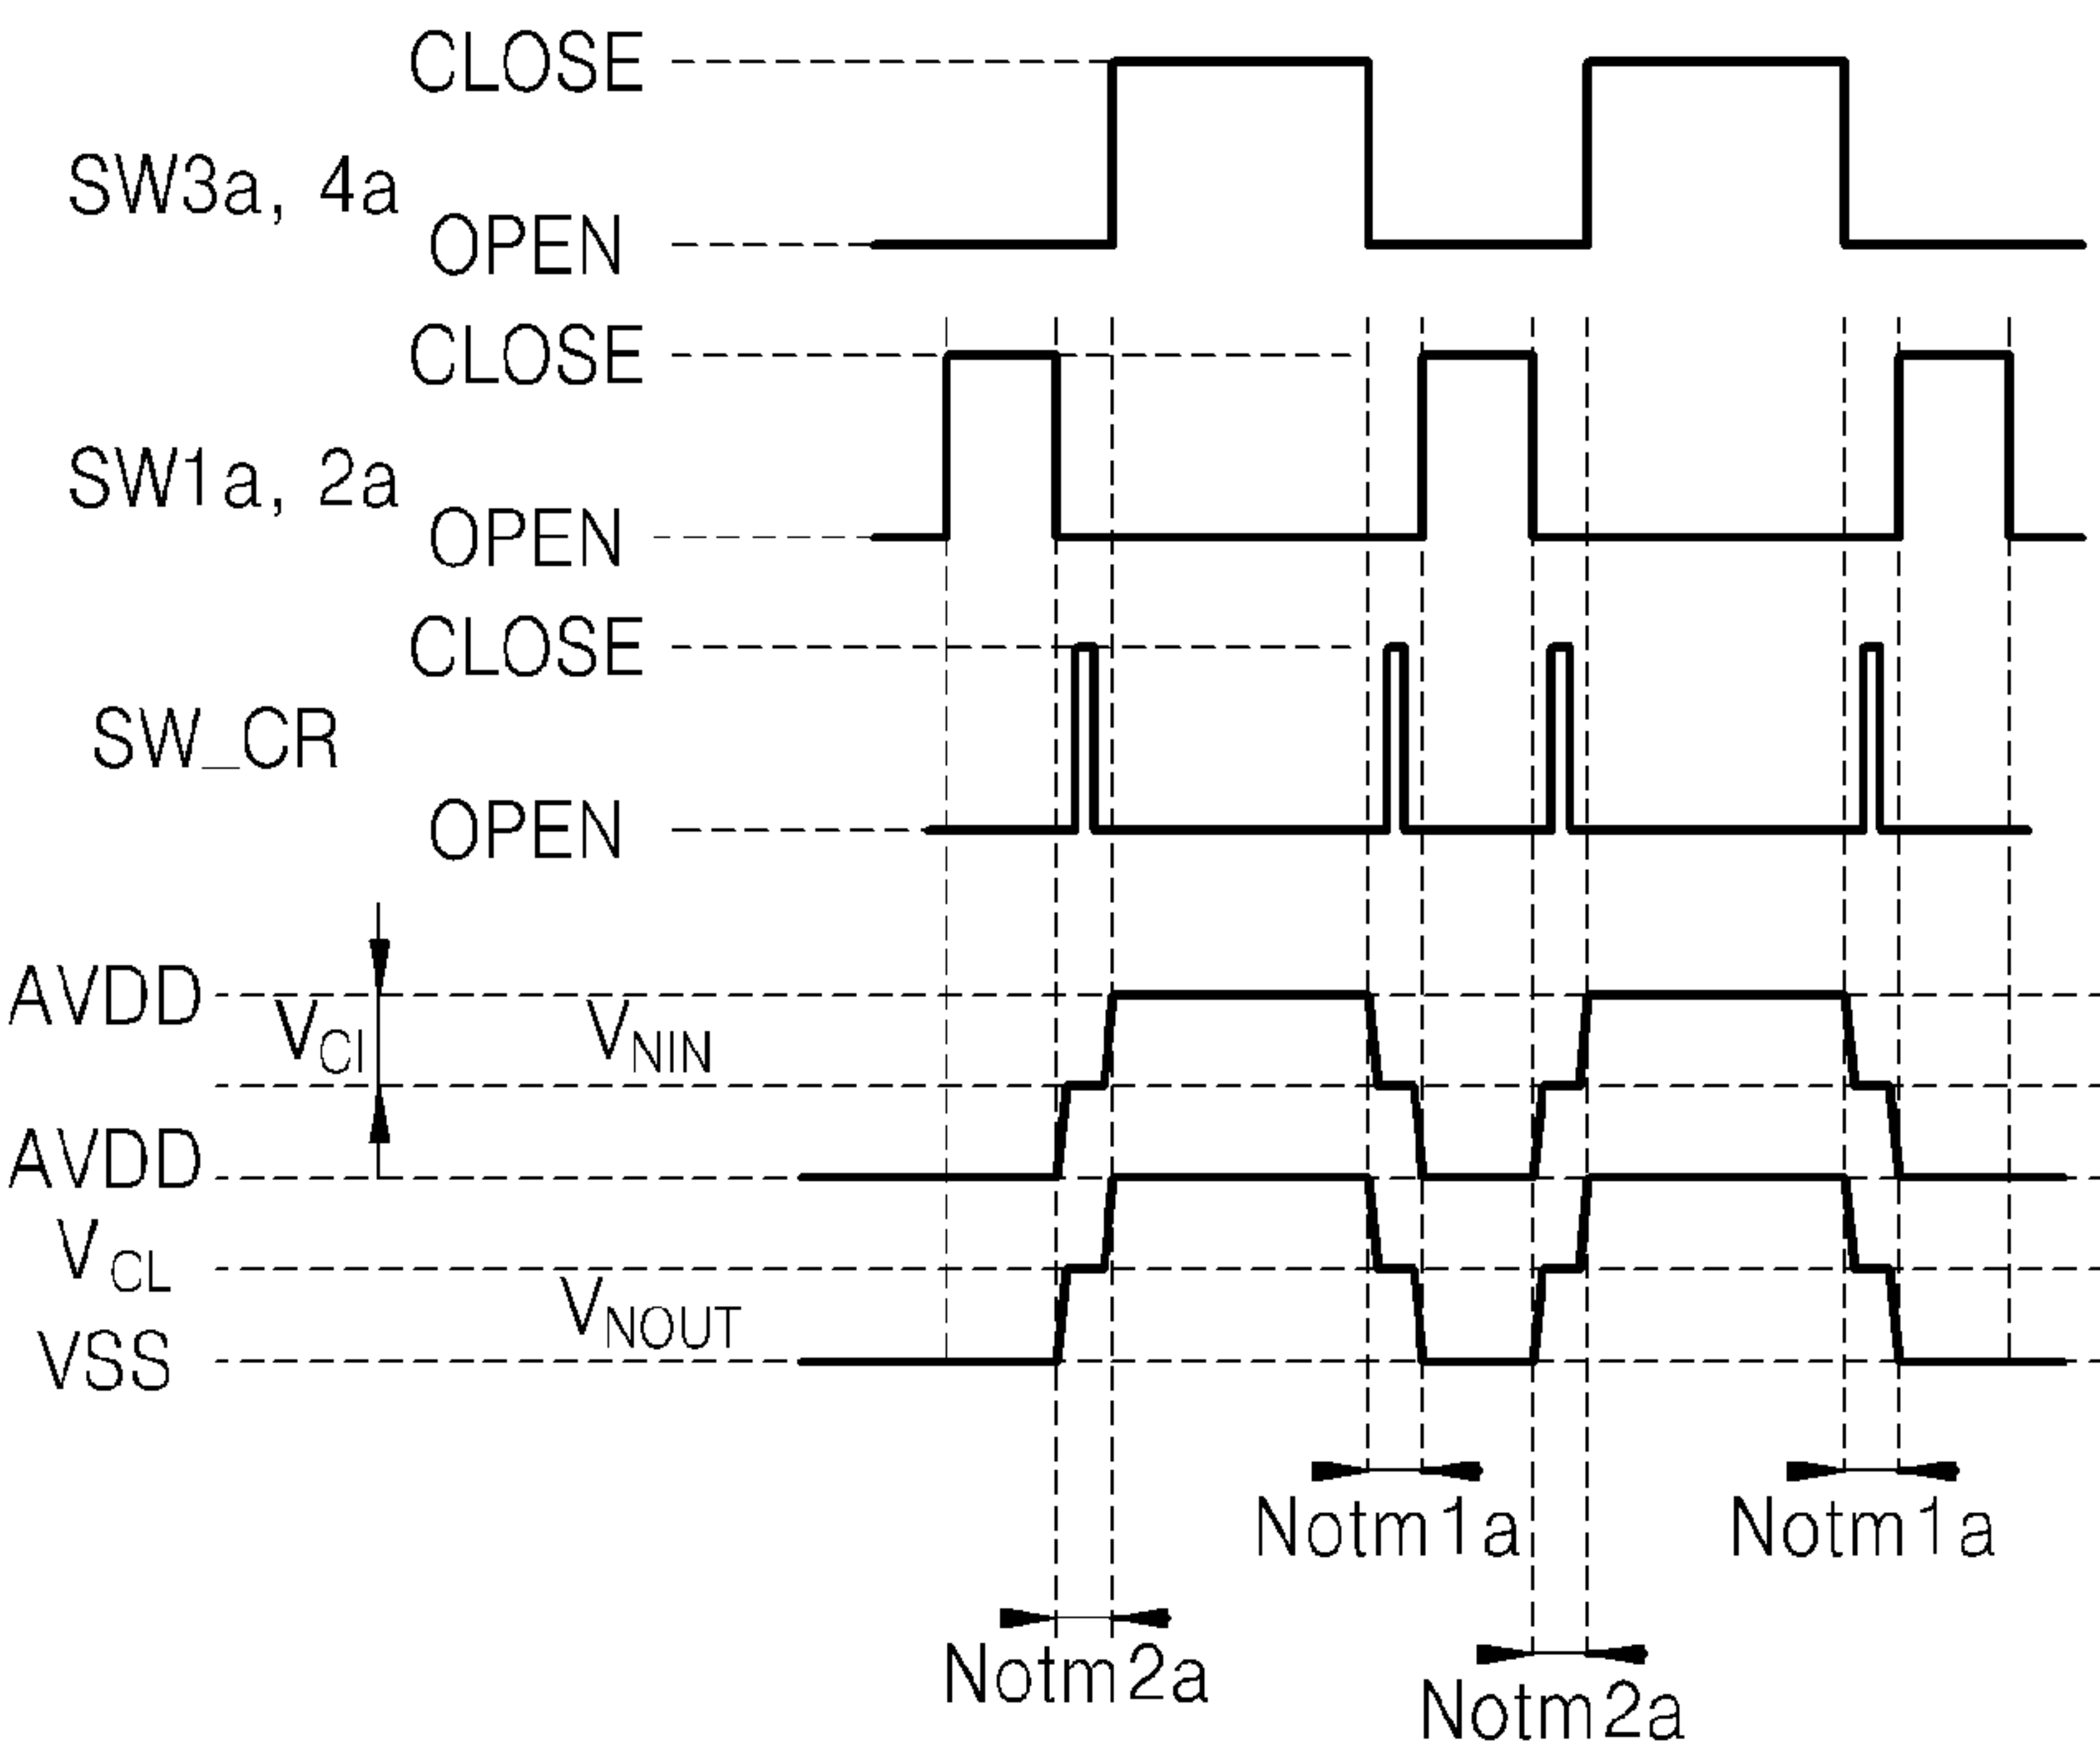 CLOSE
SW3a, 4a
OPEN
CLOSE
SW1a, 2a
OPEN
CLOSE
SW_CR
OPEN
AVDD
VCI VNIN
AVDD
VCL
VNOUT
VSS
Notm1a Notm1a
Notm2a Notm2a